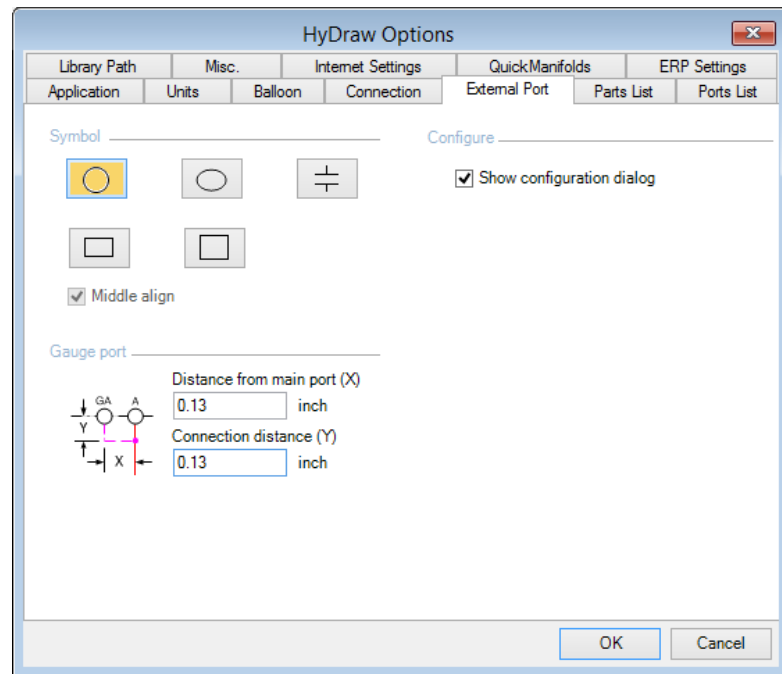 HyDraw Options
Library Path Misc. Internet Settings QuickManifolds ERP Settings
Application Units Balloon Connection External Port Parts List Ports List
Symbol Configure
Show configuration dialog
Middle align
Gauge port
Distance from main port (X)
0.13 inch
GA A
Y
Connection distance (Y)
X
0.13 inch
OK Cancel